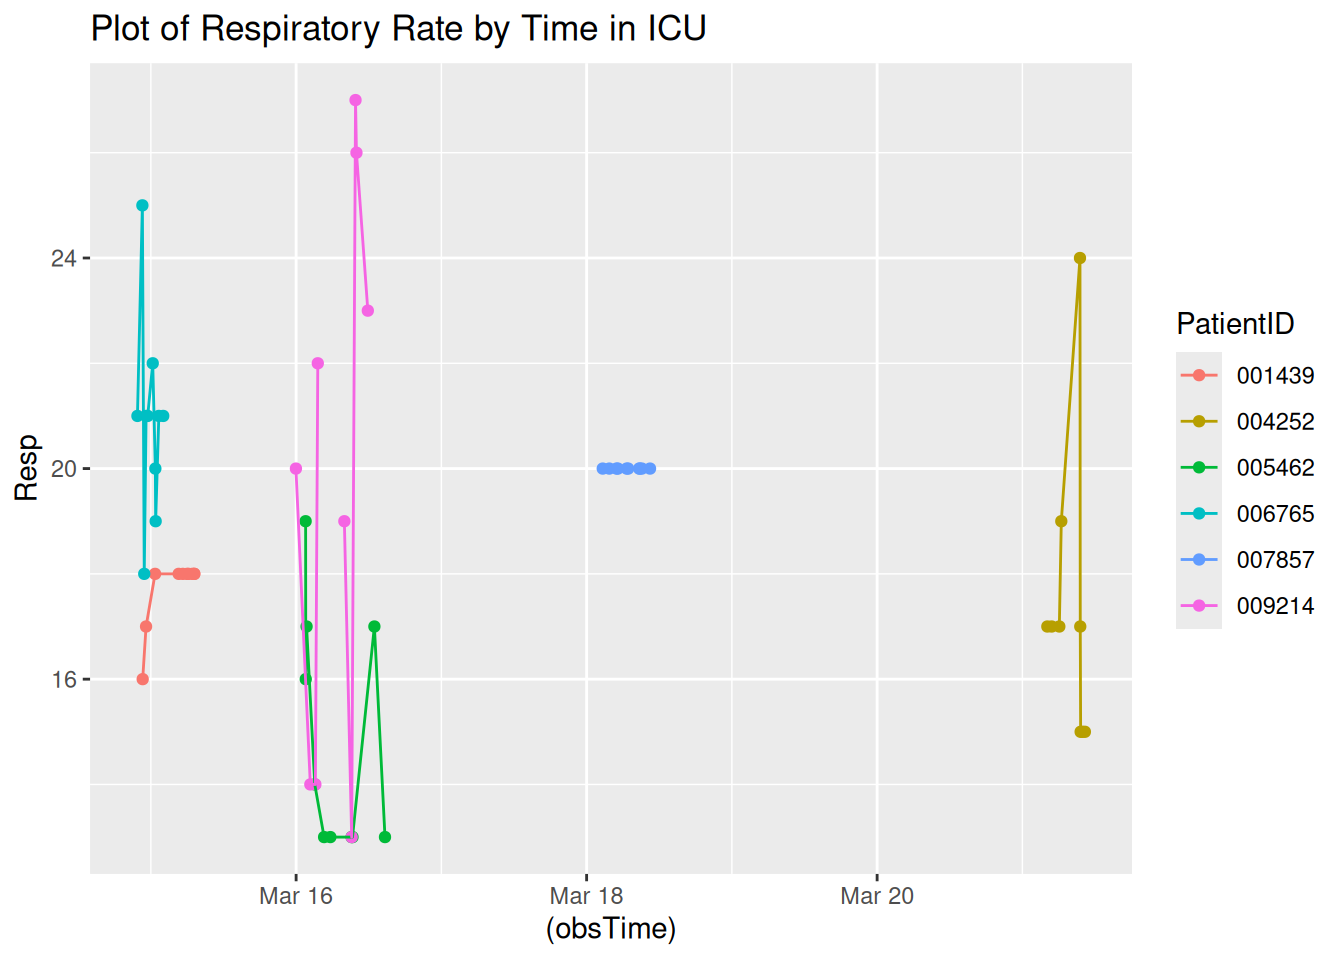 Plot of Respiratory Rate by Time in ICU
24
20
16
Resp
Mar 16
Mar 18
Mar 20
(obsTime)
PatientID
001439
004252
005462
006765
007857
009214